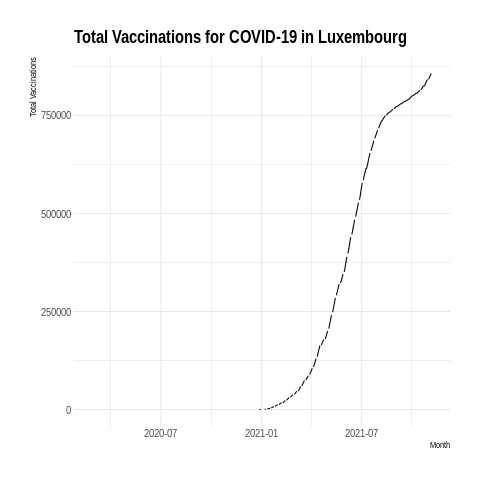 Total Vaccinations for COVID-19 in Luxembourg
Total Vaccinations
750000
500000
250000
0
2020-07 2021-01 2021-07
Month